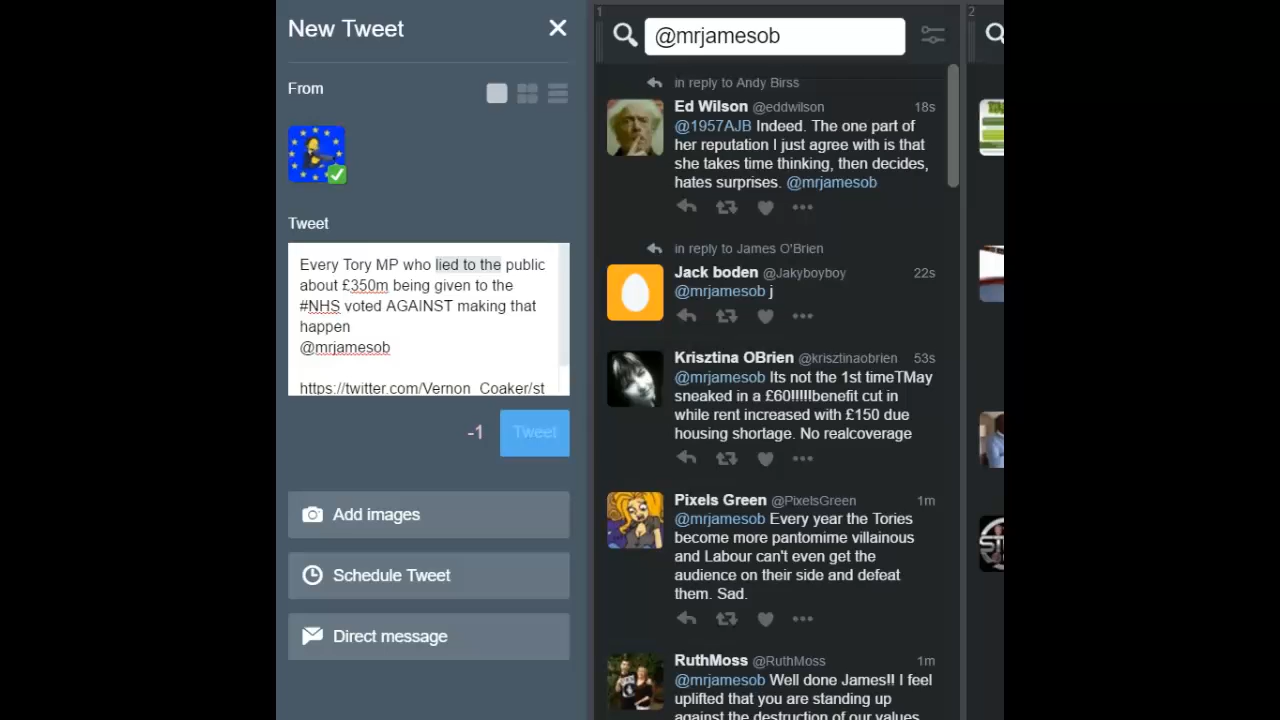 New Tweet
From
Tweet
Every Tory MP who lied to the public
about £350m being given to the
#NHS voted AGAINST making that
happen
@mrjamesob
https://twitter.com/Vernon_Coaker/st
-1
Tweet
Add images
Schedule Tweet
Direct message
1
@mrjamesob
in reply to Andy Birss
Ed Wilson @eddwilson 18s
@1957AJB Indeed. The one part of
her reputation I just agree with is that
she takes time thinking, then decides,
hates surprises. @mrjamesob
in reply to James O'Brien
Jack boden @Jakyboyboy 22s
@mrjamesob j
Krisztina OBrien @krisztinaobrien 53s
@mrjamesob Its not the 1st timeTMay
sneaked in a £60!!!!!benefit cut in
while rent increased with £150 due
housing shortage. No realcoverage
Pixels Green @PixelsGreen 1m
@mrjamesob Every year the Tories
become more pantomime villainous
and Labour can't even get the
audience on their side and defeat
them. Sad.
RuthMoss @RuthMoss 1m
@mrjamesob Well done James!! I feel
uplifted that you are standing up
against the destruction of our values
2